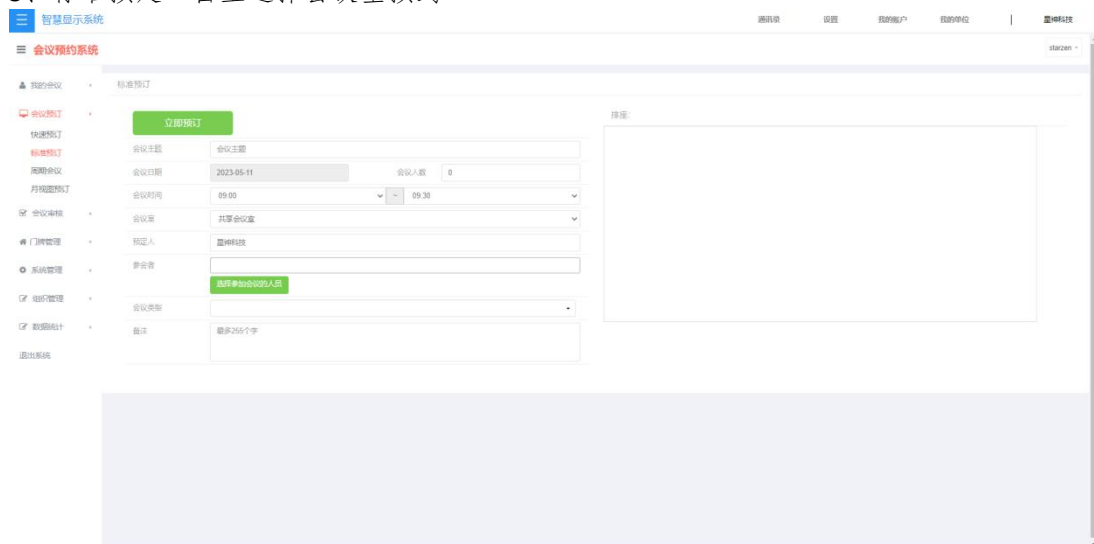 智慧显示系统 通讯录 设置 我的账户 我的单位 | 星绅科技
会议预约系统 starzen
我的会议
标准预订
会议预订
快速预订
标准预订
周期会议
月视图预订
会议审核
门牌管理
系统管理
组织管理
数据统计
退出系统
立即预订
会议主题 会议主题
会议日期 2023-05-11 会议人数 0
会议时间 09:00 ~ 09:30
会议室 共享会议室
预定人 星绅科技
参会者
选择参加会议的人员
会议类型
备注 最多255个字
排座: